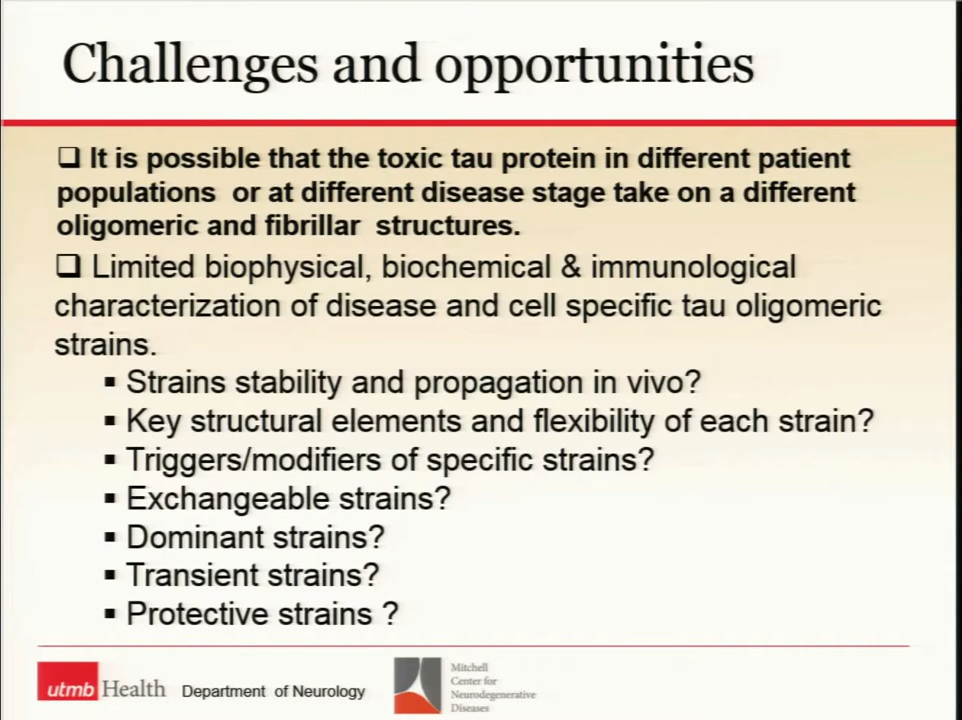 Challenges and opportunities
❑ It is possible that the toxic tau protein in different patient
populations or at different disease stage take on a different
oligomeric and fibrillar structures.
❑ Limited biophysical, biochemical & immunological
characterization of disease and cell specific tau oligomeric
strains.
▪ Strains stability and propagation in vivo?
▪ Key structural elements and flexibility of each strain?
▪ Triggers/modifiers of specific strains?
▪ Exchangeable strains?
▪ Dominant strains?
▪ Transient strains?
▪ Protective strains ?
utmb Health Department of Neurology
Mitchell
Center for
Neurodegenerative
Diseases